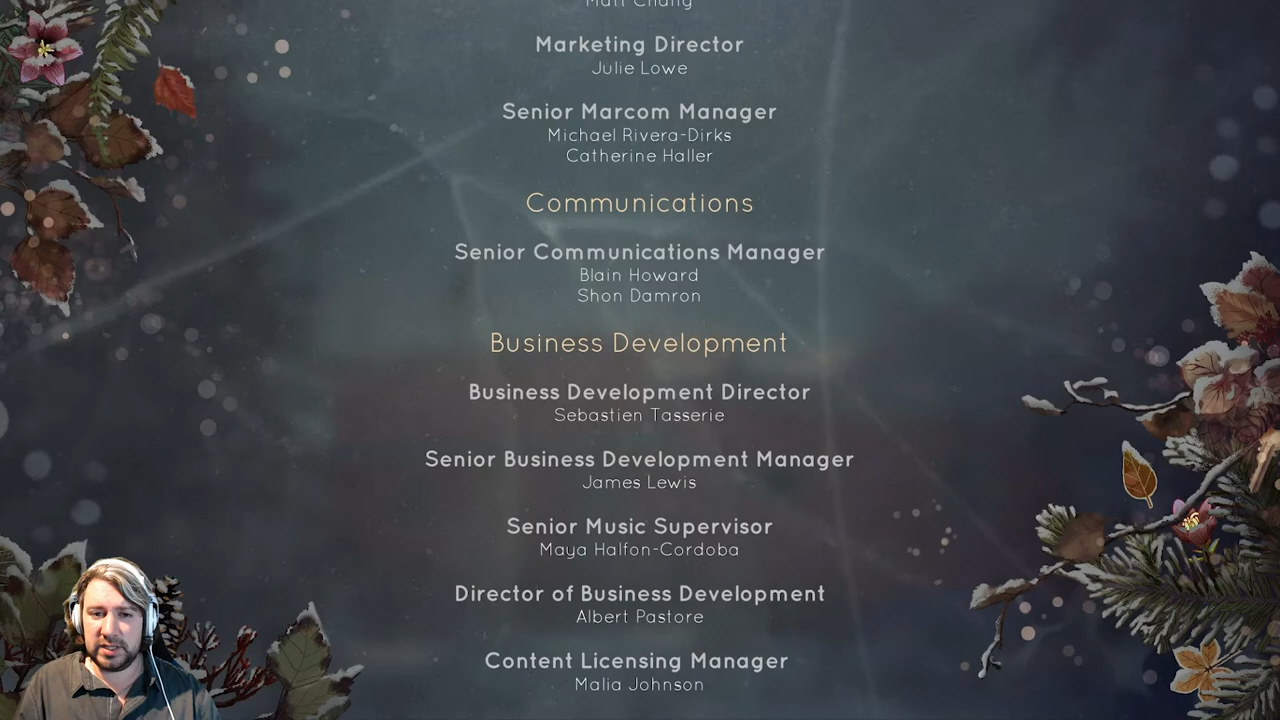 Matt Chang
Marketing Director
Julie Lowe
Senior Marcom Manager
Michael Rivera-Dirks
Catherine Haller
Communications
Senior Communications Manager
Blain Howard
Shon Damron
Business Development
Business Development Director
Sebastien Tasserie
Senior Business Development Manager
James Lewis
Senior Music Supervisor
Maya Halfon-Cordoba
Director of Business Development
Albert Pastore
Content Licensing Manager
Malia Johnson